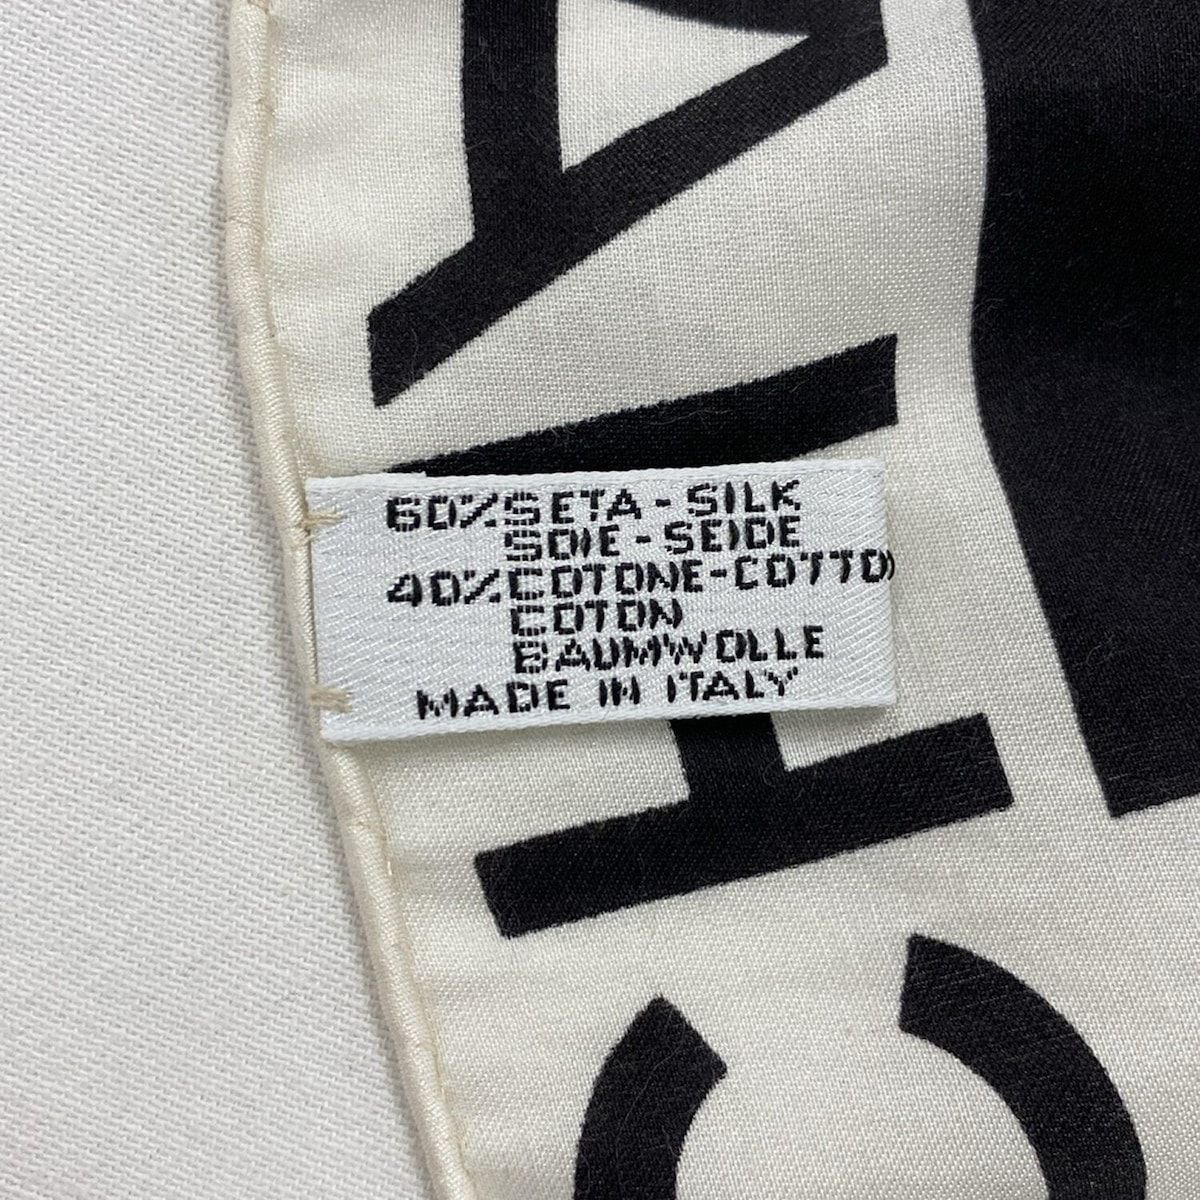 60% SETA - SILK
SOIE - SEIDE
40% COTONE - COTTON
COTON
BAUMWOLLE
MADE IN ITALY